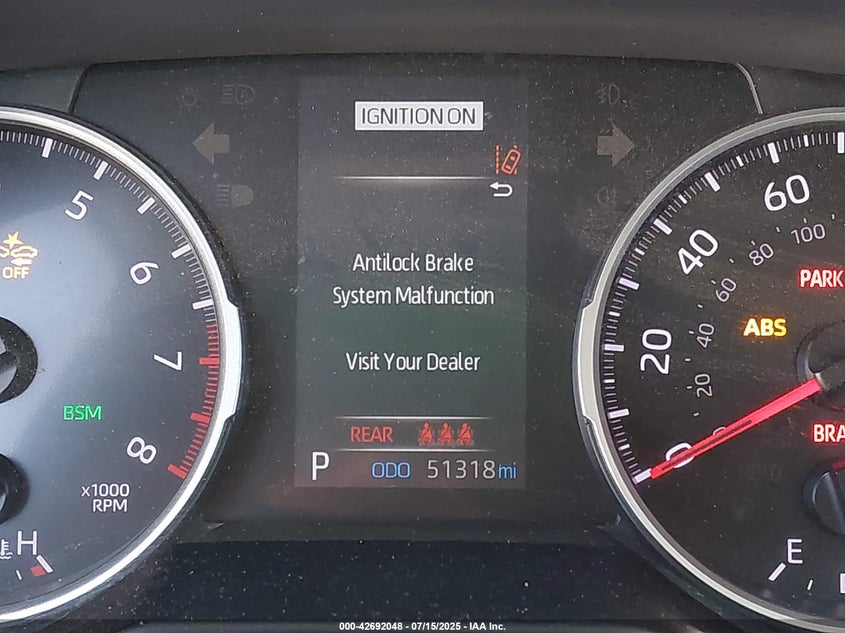 IGNITION ON
Antilock Brake
System Malfunction
Visit Your Dealer
REAR
P ODO 51318 mi
5
6
7
8
x1000
RPM
OFF
BSM
H
0
20
40
60
20
40
60
80
100
PARK
ABS
BRA
E
000-42692048 - 07/15/2025 - IAA Inc.